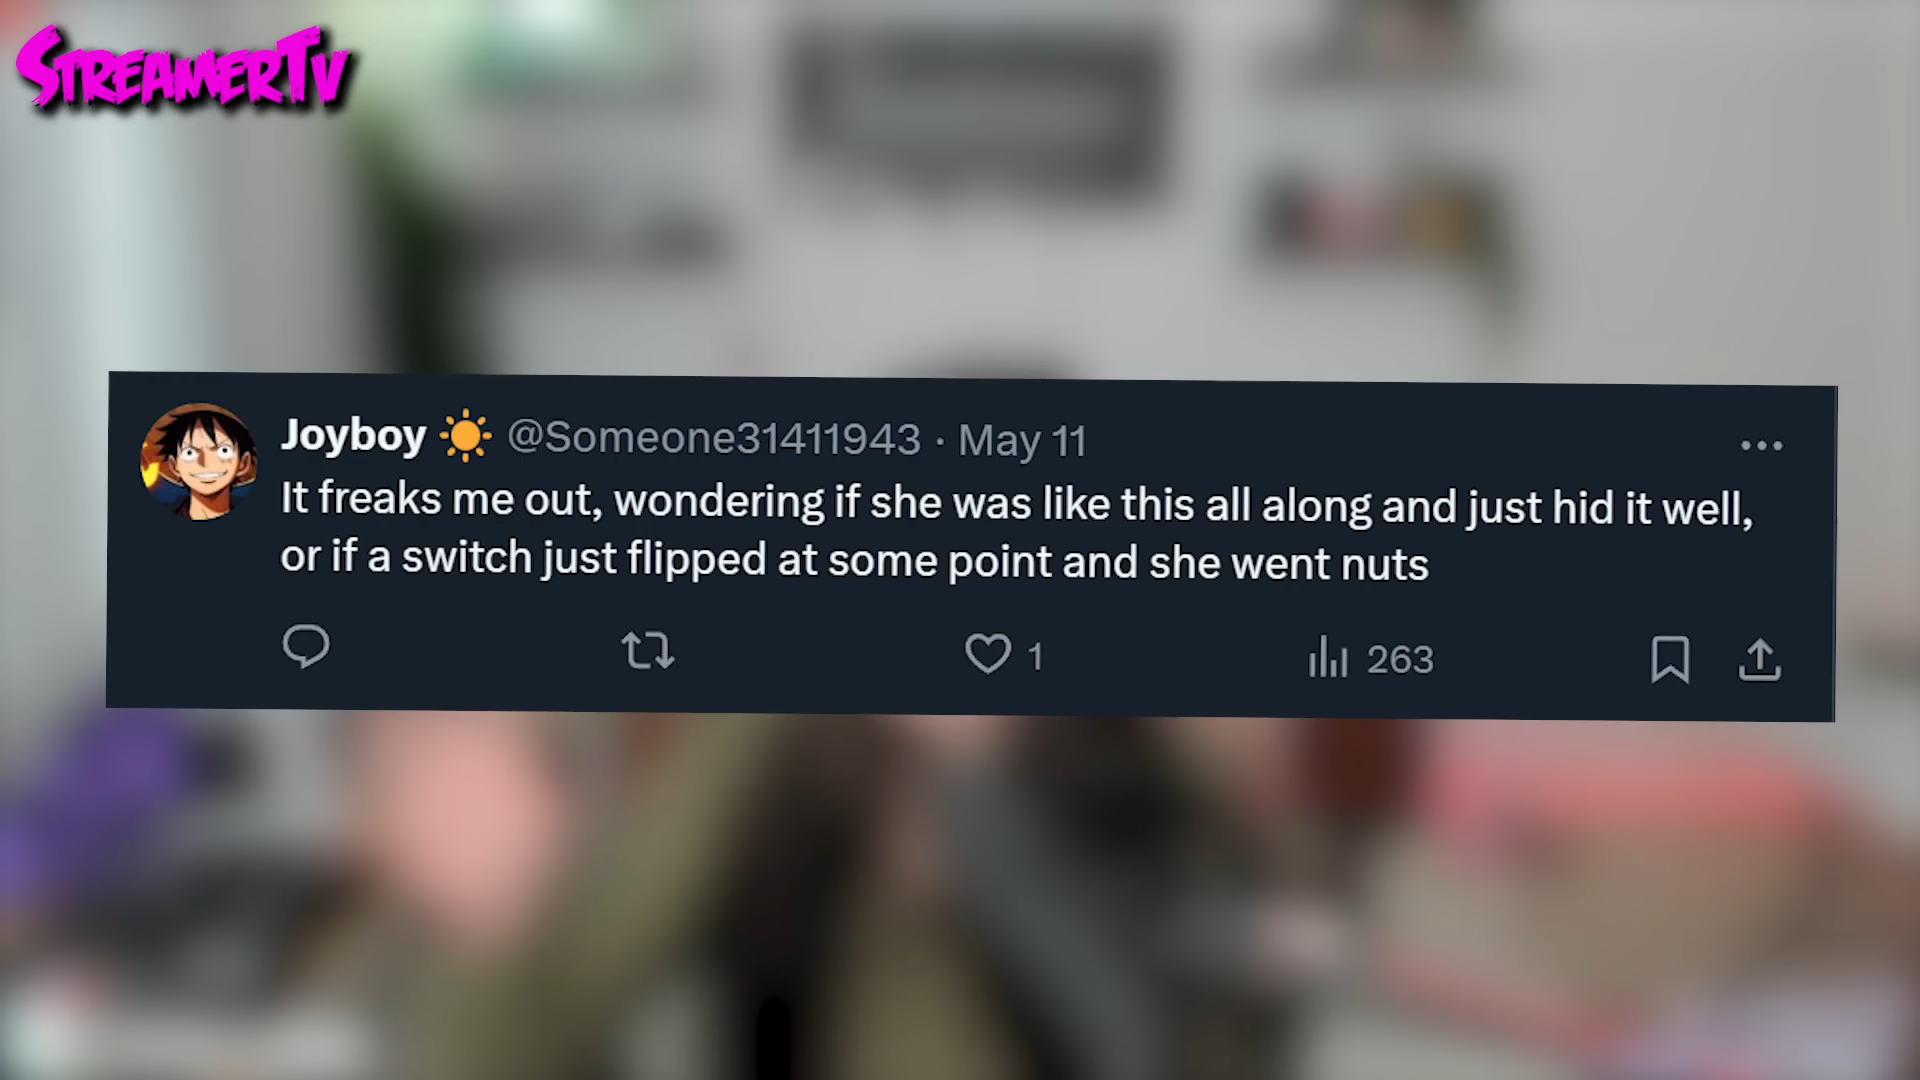 STREAMERTV
Joyboy @Someone31411943 · May 11
It freaks me out, wondering if she was like this all along and just hid it well,
or if a switch just flipped at some point and she went nuts
1 263